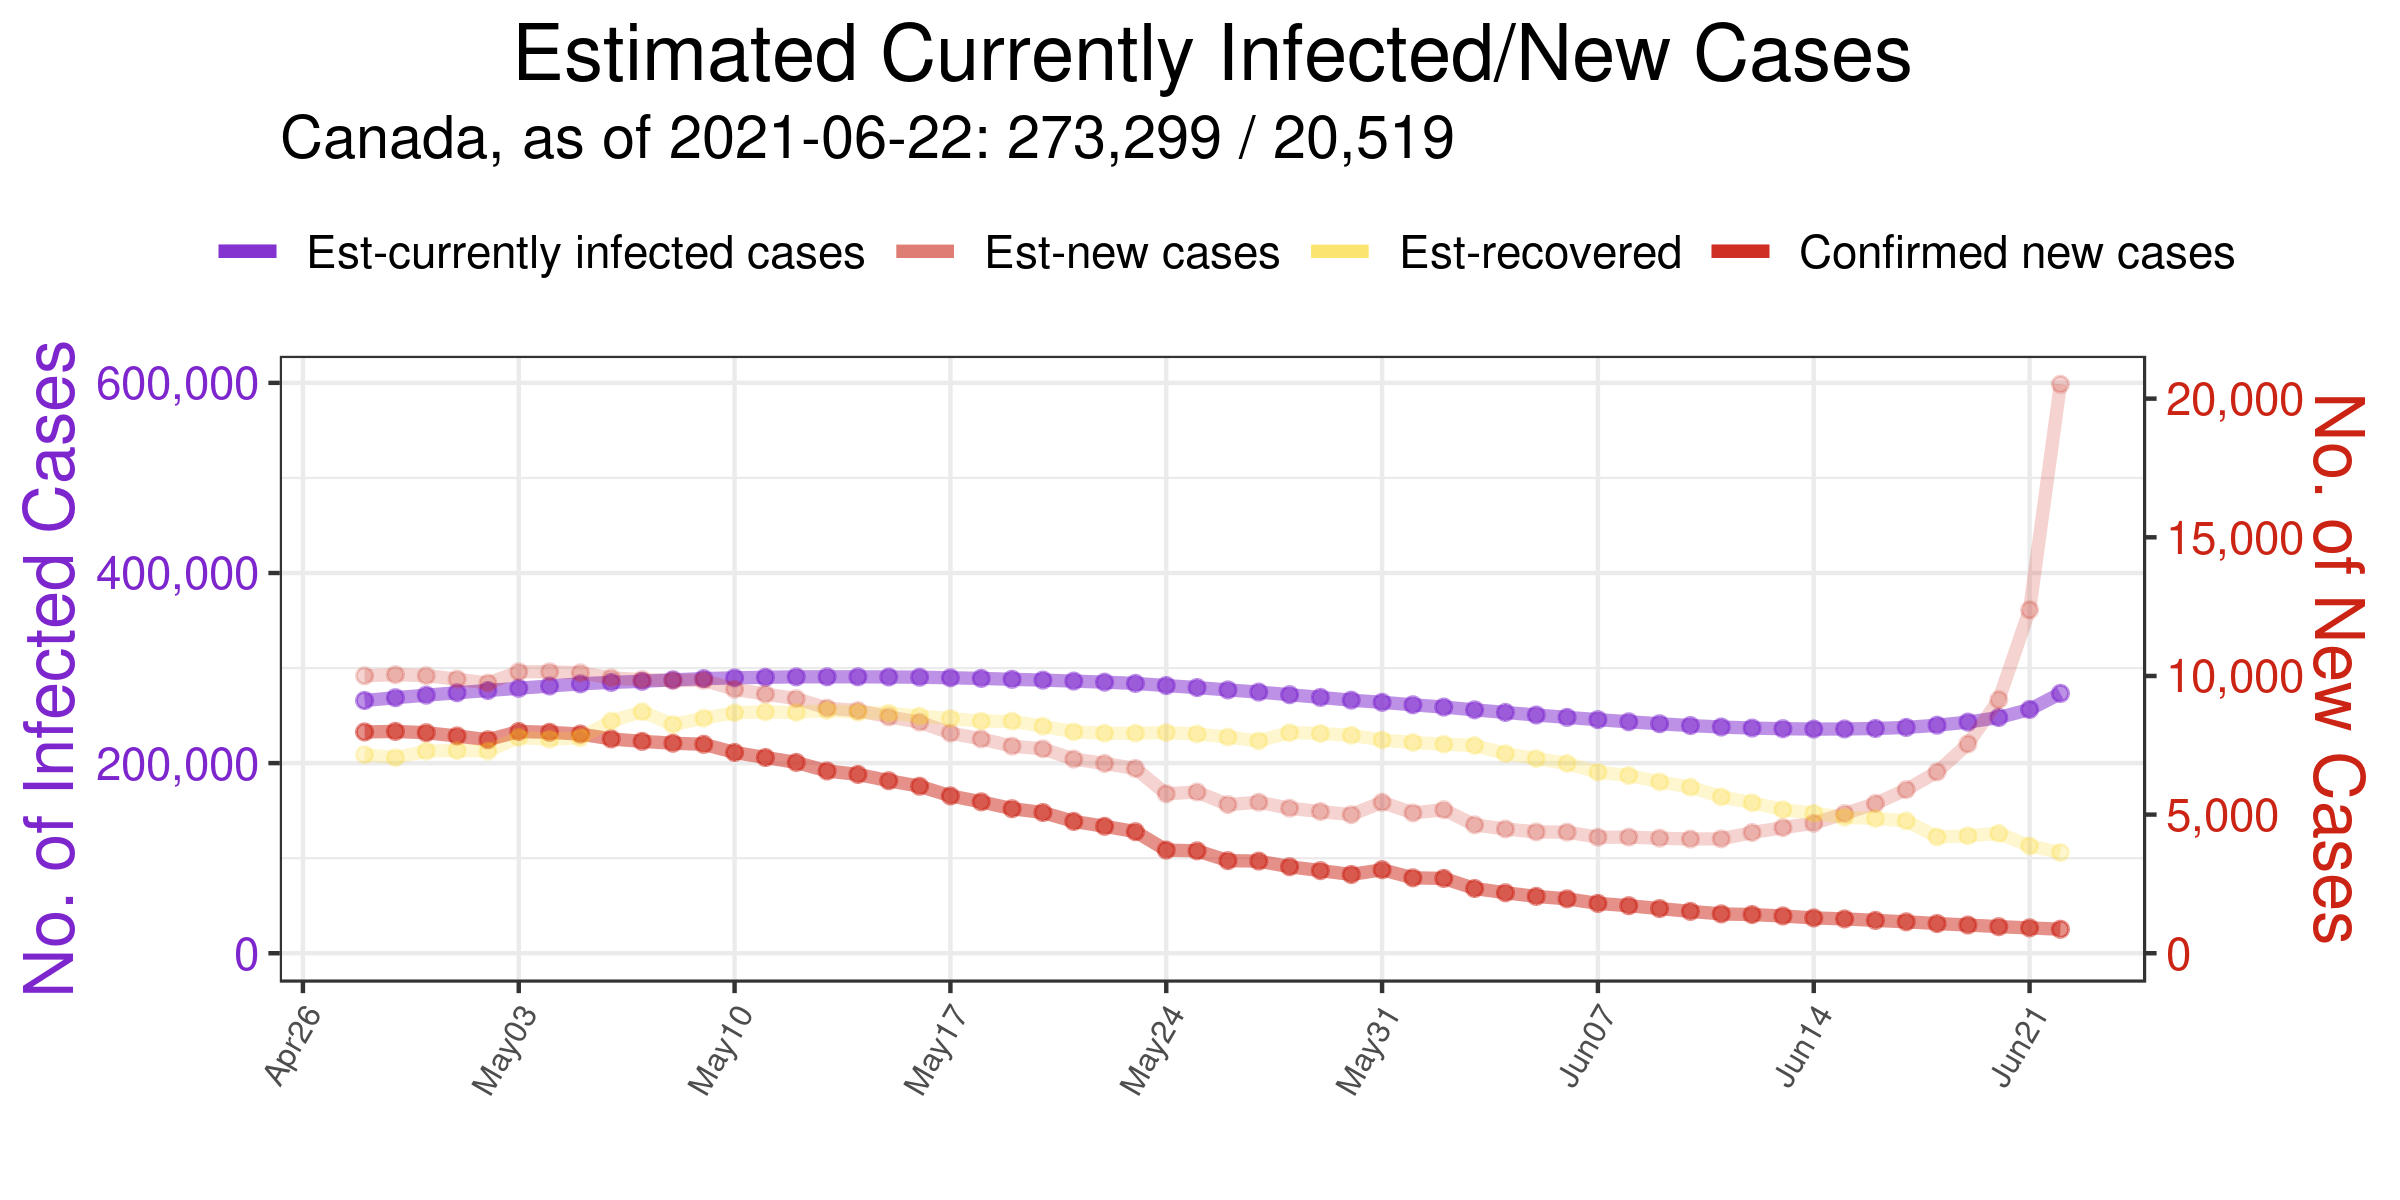 Estimated Currently Infected/New Cases
Canada, as of 2021-06-22: 273,299 / 20,519
Est-currently infected cases Est-new cases Est-recovered Confirmed new cases
No. of Infected Cases
600,000
400,000
200,000
0
20,000
15,000
10,000
5,000
0
No. of New Cases
Apr26 May03 May10 May17 May24 May31 Jun07 Jun14 Jun21